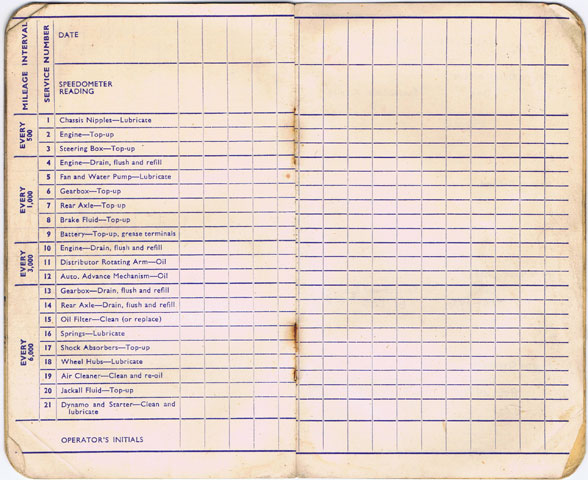 MILEAGE INTERVAL
SERVICE NUMBER
DATE
SPEEDOMETER
READING
EVERY
500
1 Chassis Nipples—Lubricate
2 Engine—Top-up
3 Steering Box—Top-up
EVERY
1,000
4 Engine—Drain, flush and refill
5 Fan and Water Pump—Lubricate
6 Gearbox—Top-up
7 Rear Axle—Top-up
8 Brake Fluid—Top-up
9 Battery—Top-up, grease terminals
EVERY
3,000
10 Engine—Drain, flush and refill
11 Distributor Rotating Arm—Oil
12 Auto. Advance Mechanism—Oil
EVERY
6,000
13 Gearbox—Drain, flush and refill
14 Rear Axle—Drain, flush and refill
15 Oil Filter—Clean (or replace)
16 Springs—Lubricate
17 Shock Absorbers—Top-up
18 Wheel Hubs—Lubricate
19 Air Cleaner—Clean and re-oil
20 Jackall Fluid—Top-up
21 Dynamo and Starter—Clean and
lubricate
OPERATOR'S INITIALS